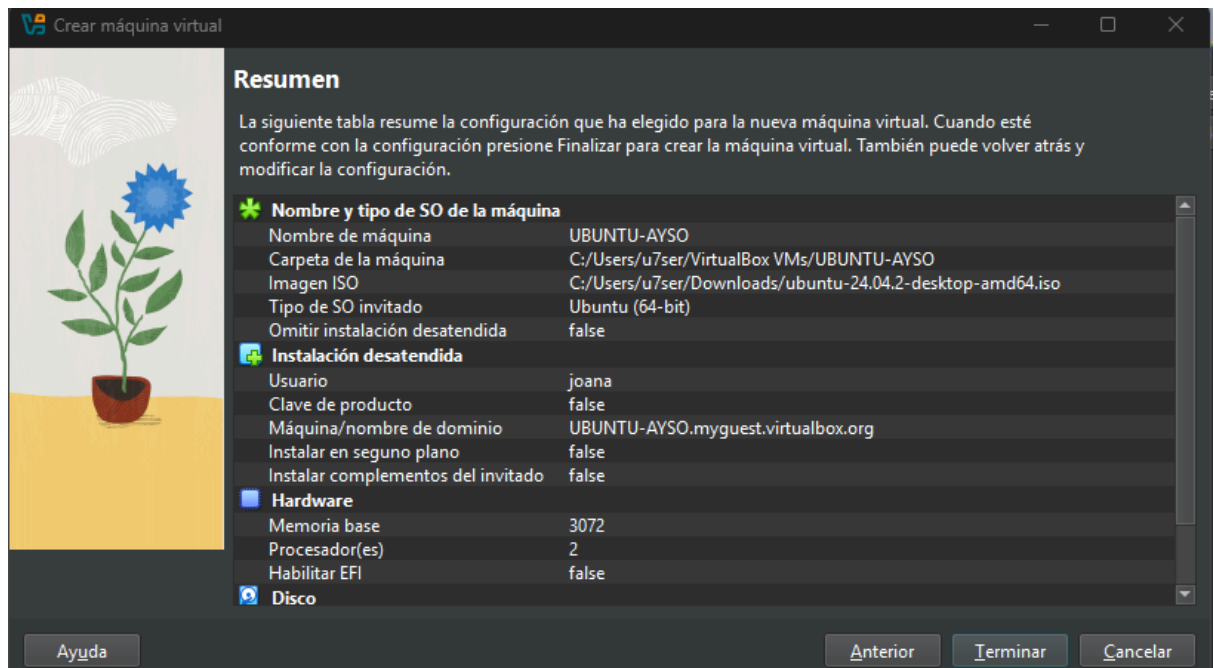 Crear máquina virtual
Resumen
La siguiente tabla resume la configuración que ha elegido para la nueva máquina virtual. Cuando esté
conforme con la configuración presione Finalizar para crear la máquina virtual. También puede volver atrás y
modificar la configuración.
Nombre y tipo de SO de la máquina
Nombre de máquina UBUNTU-AYSO
Carpeta de la máquina C:/Users/u7ser/VirtualBox VMs/UBUNTU-AYSO
Imagen ISO C:/Users/u7ser/Downloads/ubuntu-24.04.2-desktop-amd64.iso
Tipo de SO invitado Ubuntu (64-bit)
Omitir instalación desatendida false
Instalación desatendida
Usuario joana
Clave de producto false
Máquina/nombre de dominio UBUNTU-AYSO.myguest.virtualbox.org
Instalar en seguno plano false
Instalar complementos del invitado false
Hardware
Memoria base 3072
Procesador(es) 2
Habilitar EFI false
Disco
Ayuda Anterior Terminar Cancelar